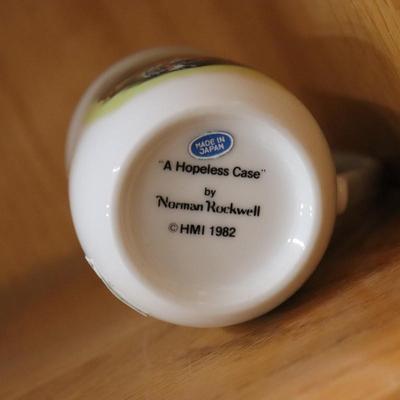 MADE IN
JAPAN
"A Hopeless Case"
by
Norman Rockwell
© HMI 1982